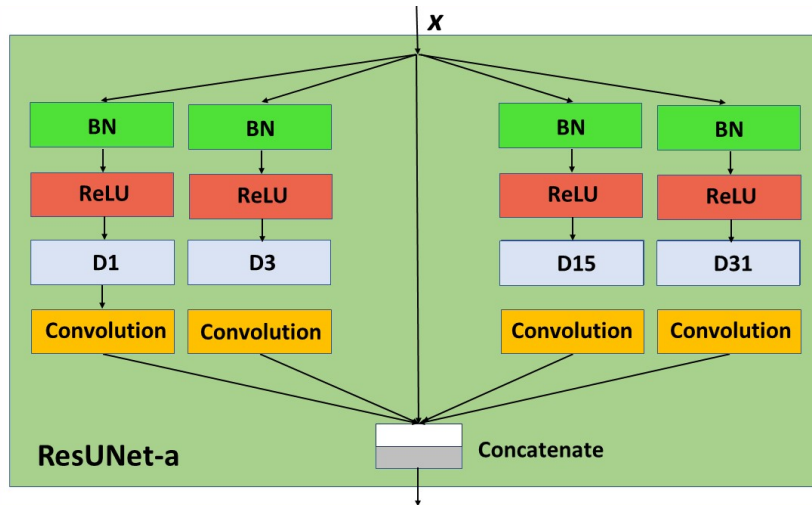 x
BN BN BN BN
ReLU ReLU ReLU ReLU
D1 D3 D15 D31
Convolution Convolution Convolution Convolution
ResUNet-a Concatenate